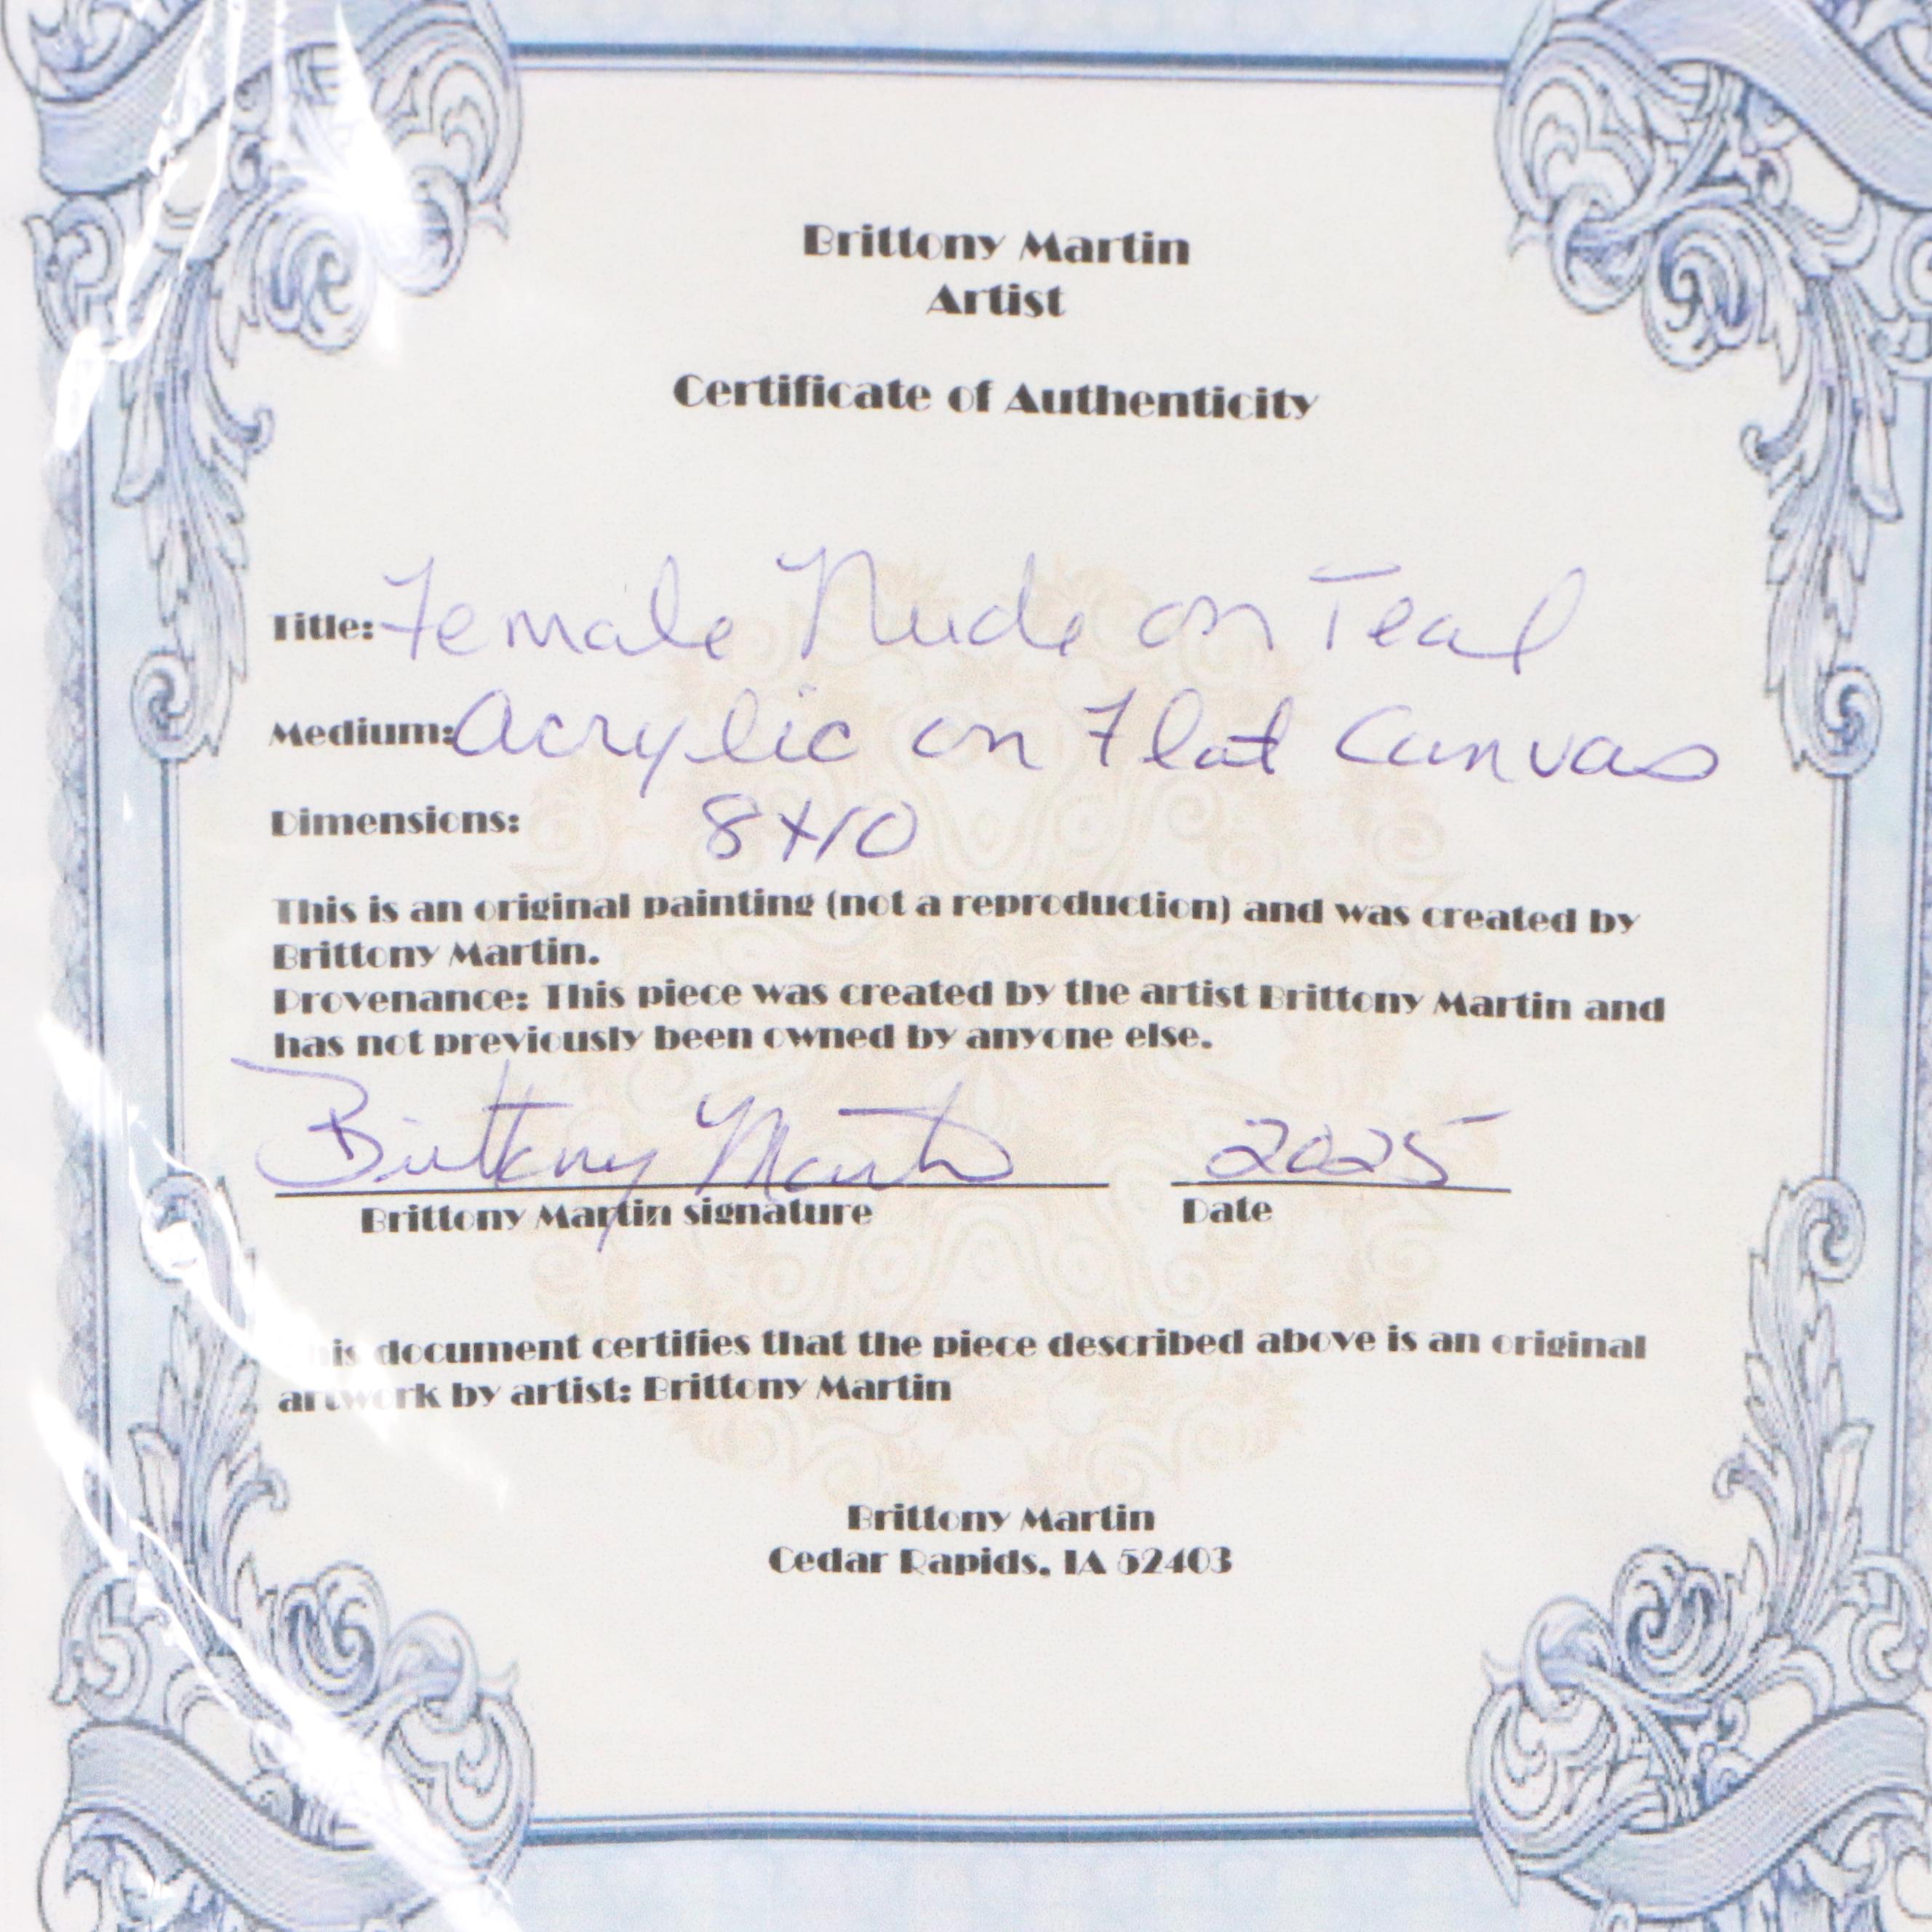 Brittony Martin
Artist
Certificate of Authenticity
Title: Female Nude on Teal
Medium: Acrylic on Flat Canvas
Dimensions: 8x10
This is an original painting (not a reproduction) and was created by
Brittony Martin.
Provenance: This piece was created by the artist Brittony Martin and
has not previously been owned by anyone else.
Brittony Martin 2025
Brittony Martin signature Date
This document certifies that the piece described above is an original
artwork by artist: Brittony Martin
Brittony Martin
Cedar Rapids, IA 52403